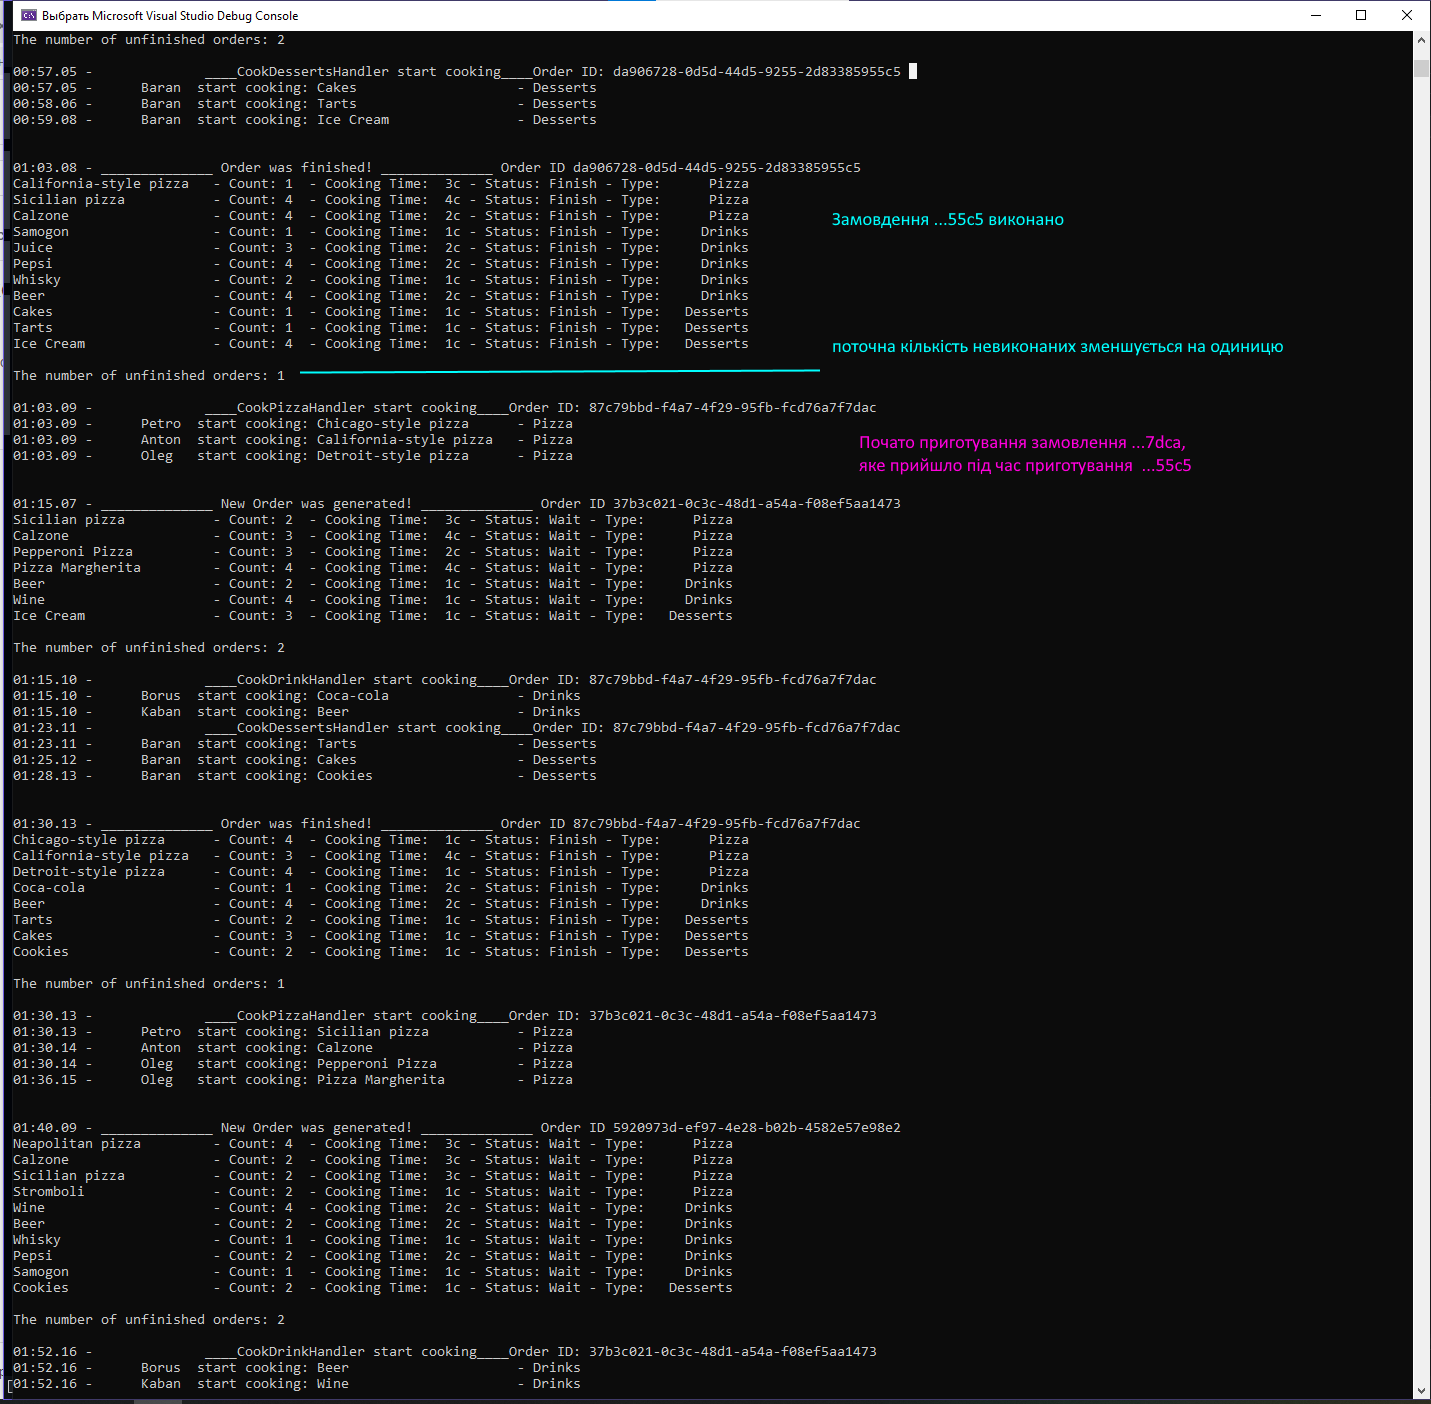 Выбрать Microsoft Visual Studio Debug Console
The number of unfinished orders: 2
00:57.05 - ____CookDessertsHandler start cooking____Order ID: da906728-0d5d-44d5-9255-2d83385955c5
00:57.05 - Baran start cooking: Cakes - Desserts
00:58.06 - Baran start cooking: Tarts - Desserts
00:59.08 - Baran start cooking: Ice Cream - Desserts
01:03.08 - ______________ Order was finished! ______________ Order ID da906728-0d5d-44d5-9255-2d83385955c5
California-style pizza - Count: 1 - Cooking Time: 3c - Status: Finish - Type: Pizza
Sicilian pizza - Count: 4 - Cooking Time: 4c - Status: Finish - Type: Pizza
Calzone - Count: 4 - Cooking Time: 2c - Status: Finish - Type: Pizza
Замовдення ...55c5 виконано
Samogon - Count: 1 - Cooking Time: 1c - Status: Finish - Type: Drinks
Juice - Count: 3 - Cooking Time: 2c - Status: Finish - Type: Drinks
Pepsi - Count: 4 - Cooking Time: 2c - Status: Finish - Type: Drinks
Whisky - Count: 2 - Cooking Time: 1c - Status: Finish - Type: Drinks
Beer - Count: 4 - Cooking Time: 2c - Status: Finish - Type: Drinks
Cakes - Count: 1 - Cooking Time: 1c - Status: Finish - Type: Desserts
Tarts - Count: 1 - Cooking Time: 1c - Status: Finish - Type: Desserts
Ice Cream - Count: 4 - Cooking Time: 1c - Status: Finish - Type: Desserts
поточна кількість невиконаних зменшується на одиницю
The number of unfinished orders: 1
01:03.09 - ____CookPizzaHandler start cooking____Order ID: 87c79bbd-f4a7-4f29-95fb-fcd76a7f7dac
01:03.09 - Petro start cooking: Chicago-style pizza - Pizza
01:03.09 - Anton start cooking: California-style pizza - Pizza
01:03.09 - Oleg start cooking: Detroit-style pizza - Pizza
Почато приготування замовлення ...7dca,
яке прийшло під час приготування ...55c5
01:15.07 - ______________ New Order was generated! ______________ Order ID 37b3c021-0c3c-48d1-a54a-f08ef5aa1473
Sicilian pizza - Count: 2 - Cooking Time: 3c - Status: Wait - Type: Pizza
Calzone - Count: 3 - Cooking Time: 4c - Status: Wait - Type: Pizza
Pepperoni Pizza - Count: 3 - Cooking Time: 2c - Status: Wait - Type: Pizza
Pizza Margherita - Count: 4 - Cooking Time: 4c - Status: Wait - Type: Pizza
Beer - Count: 2 - Cooking Time: 1c - Status: Wait - Type: Drinks
Wine - Count: 4 - Cooking Time: 1c - Status: Wait - Type: Drinks
Ice Cream - Count: 3 - Cooking Time: 1c - Status: Wait - Type: Desserts
The number of unfinished orders: 2
01:15.10 - ____CookDrinkHandler start cooking____Order ID: 87c79bbd-f4a7-4f29-95fb-fcd76a7f7dac
01:15.10 - Borus start cooking: Coca-cola - Drinks
01:15.10 - Kaban start cooking: Beer - Drinks
01:23.11 - ____CookDessertsHandler start cooking____Order ID: 87c79bbd-f4a7-4f29-95fb-fcd76a7f7dac
01:23.11 - Baran start cooking: Tarts - Desserts
01:25.12 - Baran start cooking: Cakes - Desserts
01:28.13 - Baran start cooking: Cookies - Desserts
01:30.13 - ______________ Order was finished! ______________ Order ID 87c79bbd-f4a7-4f29-95fb-fcd76a7f7dac
Chicago-style pizza - Count: 4 - Cooking Time: 1c - Status: Finish - Type: Pizza
California-style pizza - Count: 3 - Cooking Time: 4c - Status: Finish - Type: Pizza
Detroit-style pizza - Count: 4 - Cooking Time: 1c - Status: Finish - Type: Pizza
Coca-cola - Count: 1 - Cooking Time: 2c - Status: Finish - Type: Drinks
Beer - Count: 4 - Cooking Time: 2c - Status: Finish - Type: Drinks
Tarts - Count: 2 - Cooking Time: 1c - Status: Finish - Type: Desserts
Cakes - Count: 3 - Cooking Time: 1c - Status: Finish - Type: Desserts
Cookies - Count: 2 - Cooking Time: 1c - Status: Finish - Type: Desserts
The number of unfinished orders: 1
01:30.13 - ____CookPizzaHandler start cooking____Order ID: 37b3c021-0c3c-48d1-a54a-f08ef5aa1473
01:30.13 - Petro start cooking: Sicilian pizza - Pizza
01:30.14 - Anton start cooking: Calzone - Pizza
01:30.14 - Oleg start cooking: Pepperoni Pizza - Pizza
01:36.15 - Oleg start cooking: Pizza Margherita - Pizza
01:40.09 - ______________ New Order was generated! ______________ Order ID 5920973d-ef97-4e28-b02b-4582e57e98e2
Neapolitan pizza - Count: 4 - Cooking Time: 3c - Status: Wait - Type: Pizza
Calzone - Count: 2 - Cooking Time: 3c - Status: Wait - Type: Pizza
Sicilian pizza - Count: 2 - Cooking Time: 3c - Status: Wait - Type: Pizza
Stromboli - Count: 2 - Cooking Time: 1c - Status: Wait - Type: Pizza
Wine - Count: 4 - Cooking Time: 2c - Status: Wait - Type: Drinks
Beer - Count: 2 - Cooking Time: 2c - Status: Wait - Type: Drinks
Whisky - Count: 1 - Cooking Time: 1c - Status: Wait - Type: Drinks
Pepsi - Count: 2 - Cooking Time: 2c - Status: Wait - Type: Drinks
Samogon - Count: 1 - Cooking Time: 1c - Status: Wait - Type: Drinks
Cookies - Count: 2 - Cooking Time: 1c - Status: Wait - Type: Desserts
The number of unfinished orders: 2
01:52.16 - ____CookDrinkHandler start cooking____Order ID: 37b3c021-0c3c-48d1-a54a-f08ef5aa1473
01:52.16 - Borus start cooking: Beer - Drinks
01:52.16 - Kaban start cooking: Wine - Drinks